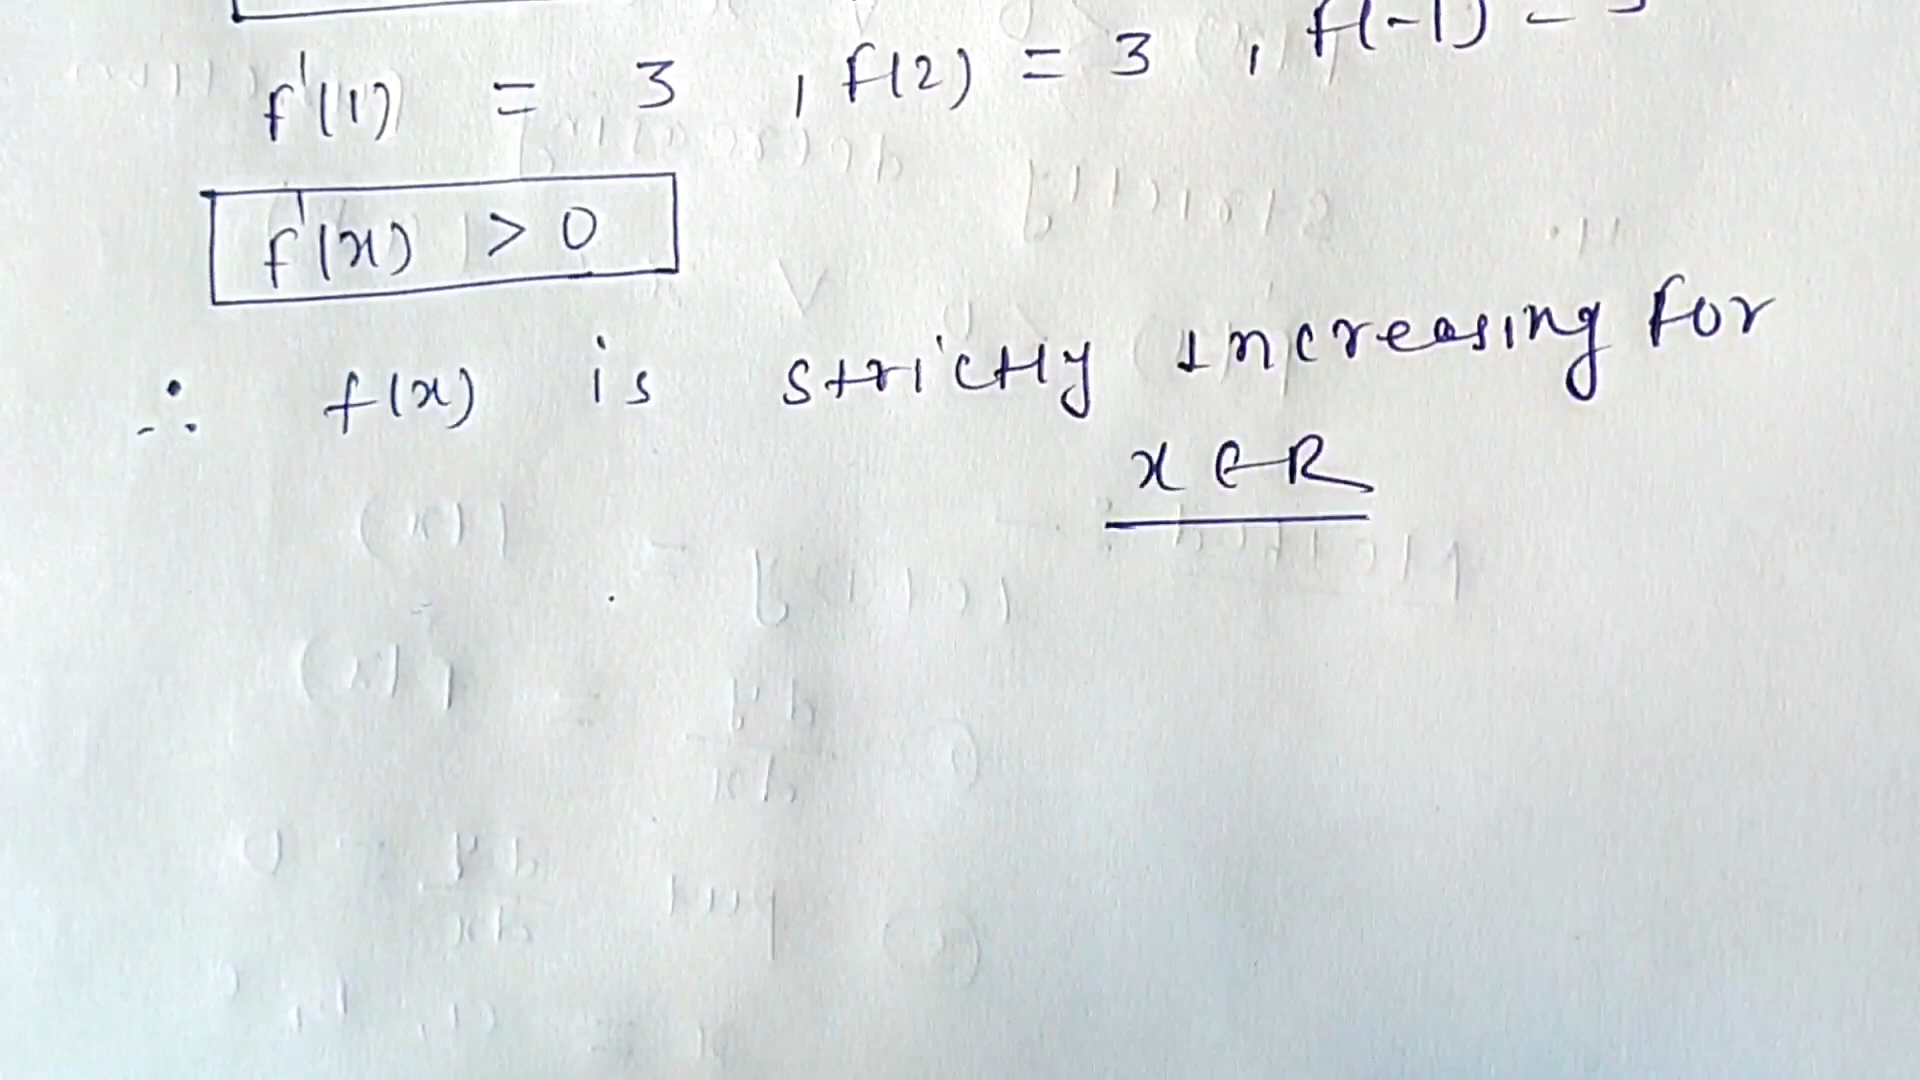 f'(1) = 3 , f(2) = 3 , f(-1) =
f'(x) > 0
∴ f(x) is strictly increasing for
x ∈ R